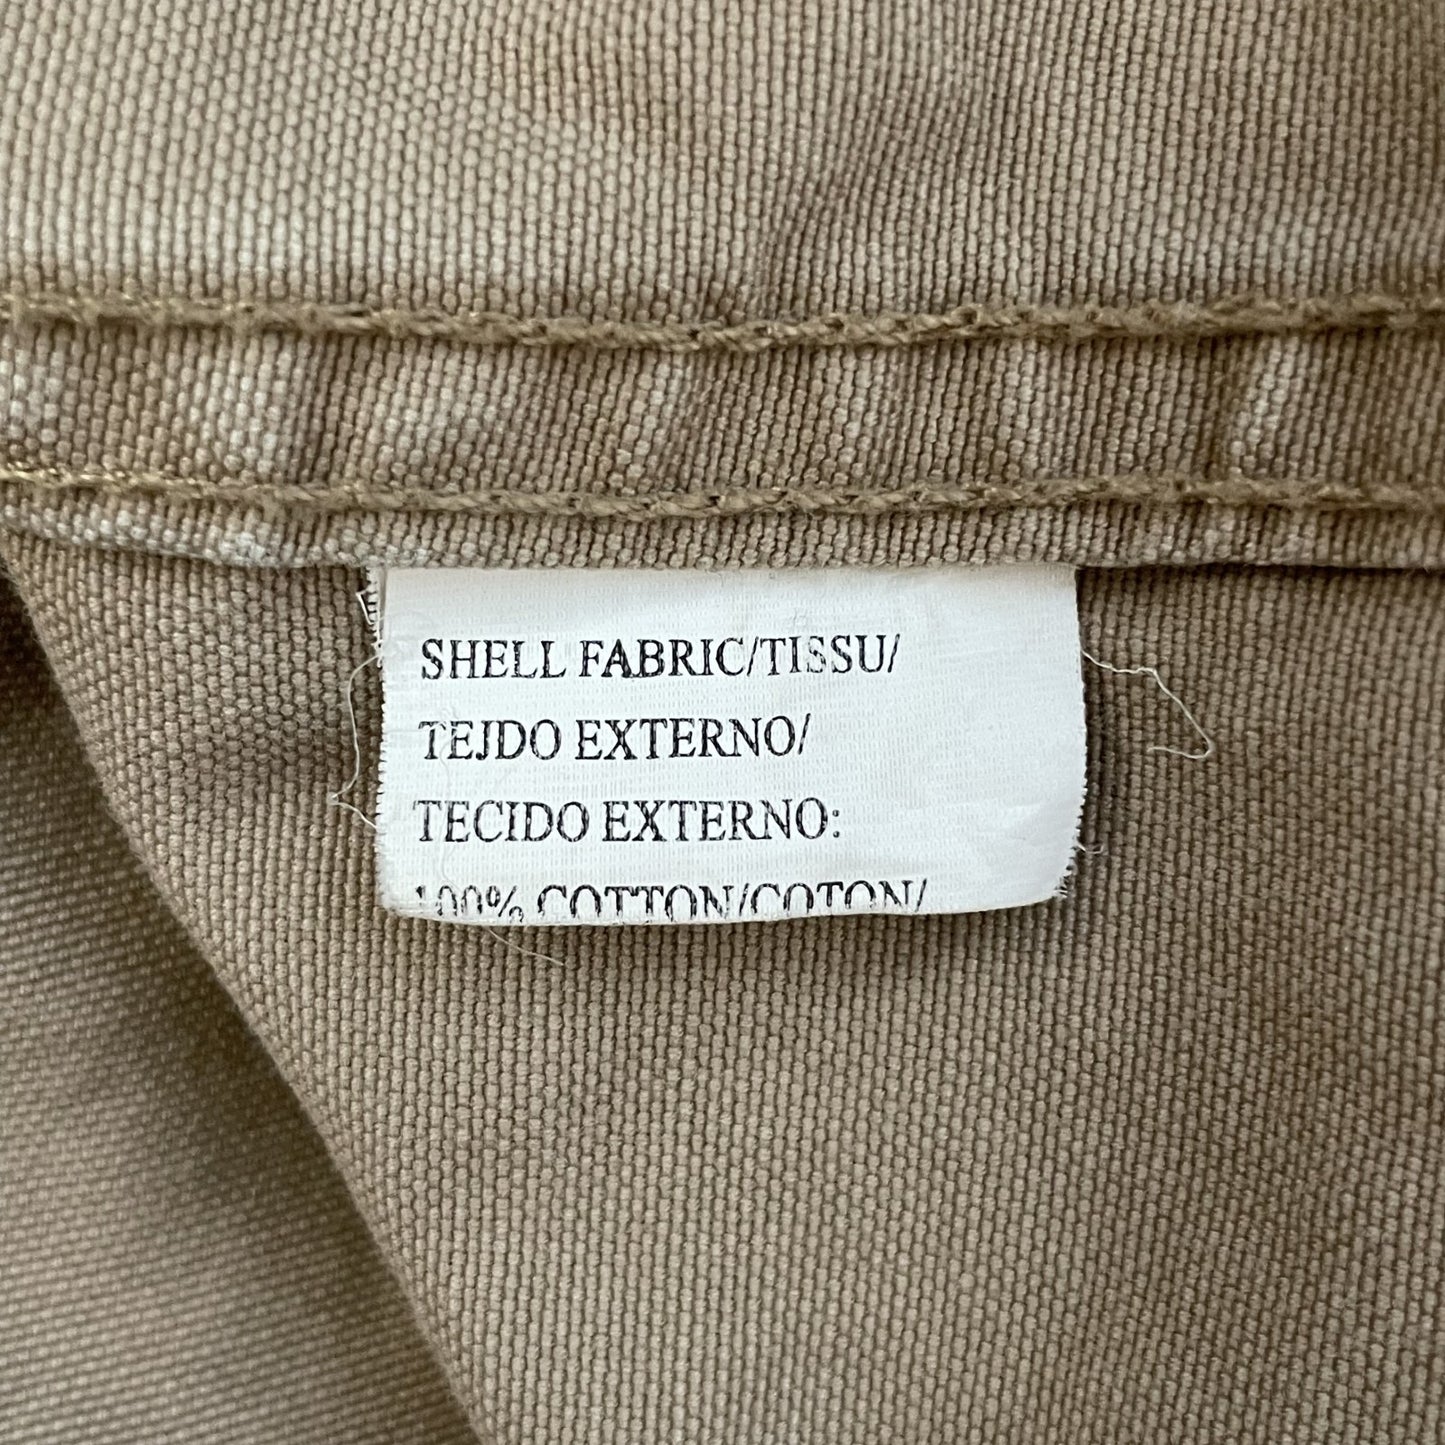 SHELL FABRIC/TISSU/
TEJDO EXTERNO/
TECIDO EXTERNO:
100% COTTON/COTON/